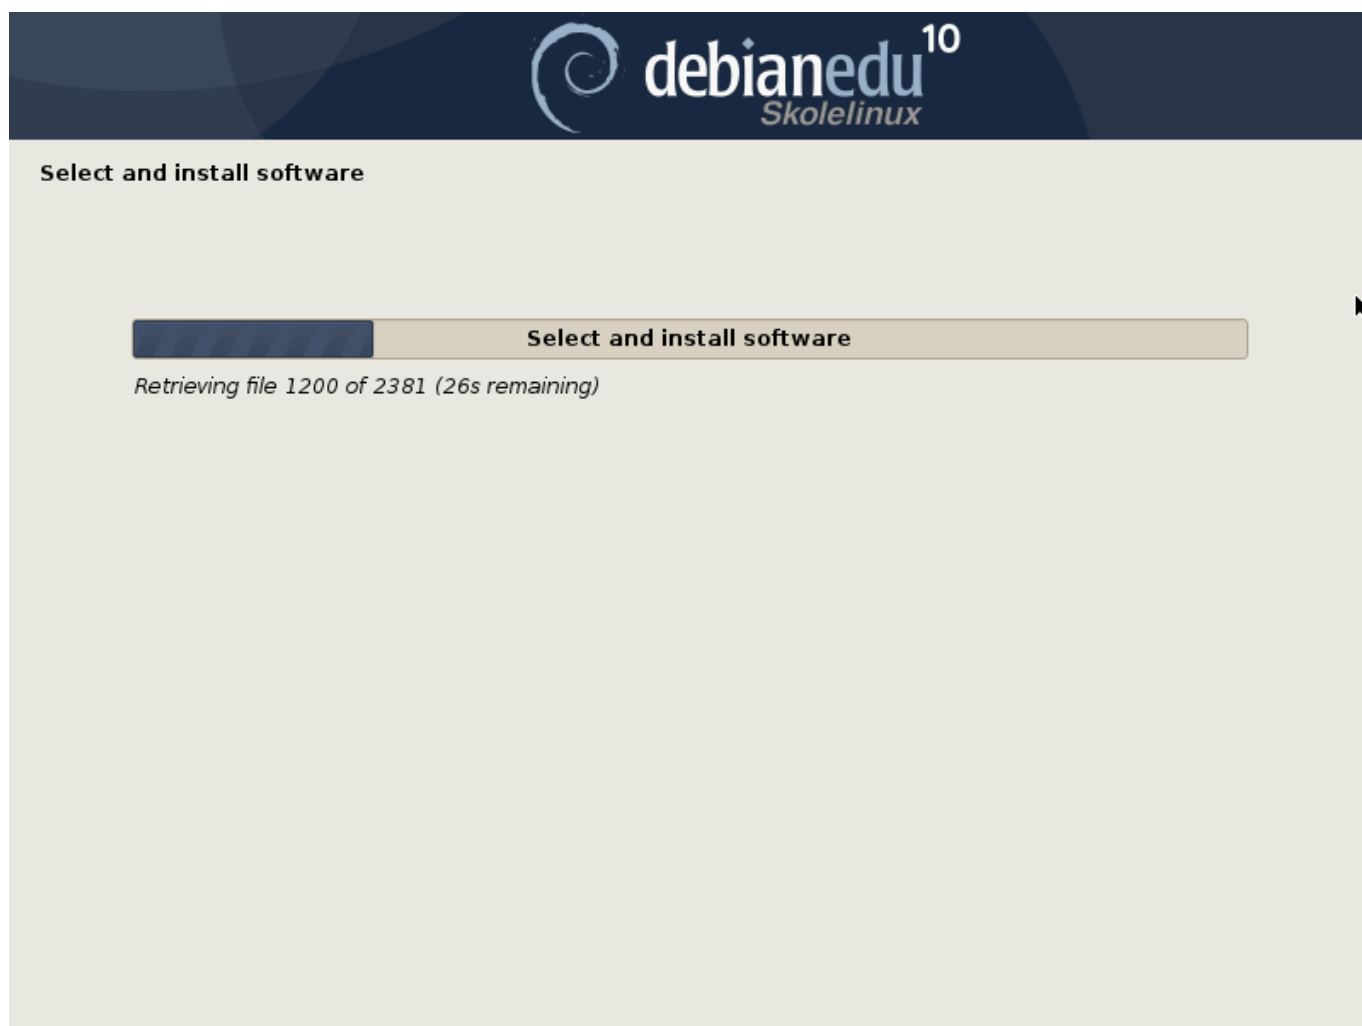 debianedu 10
Skolelinux
Select and install software
Select and install software
Retrieving file 1200 of 2381 (26s remaining)